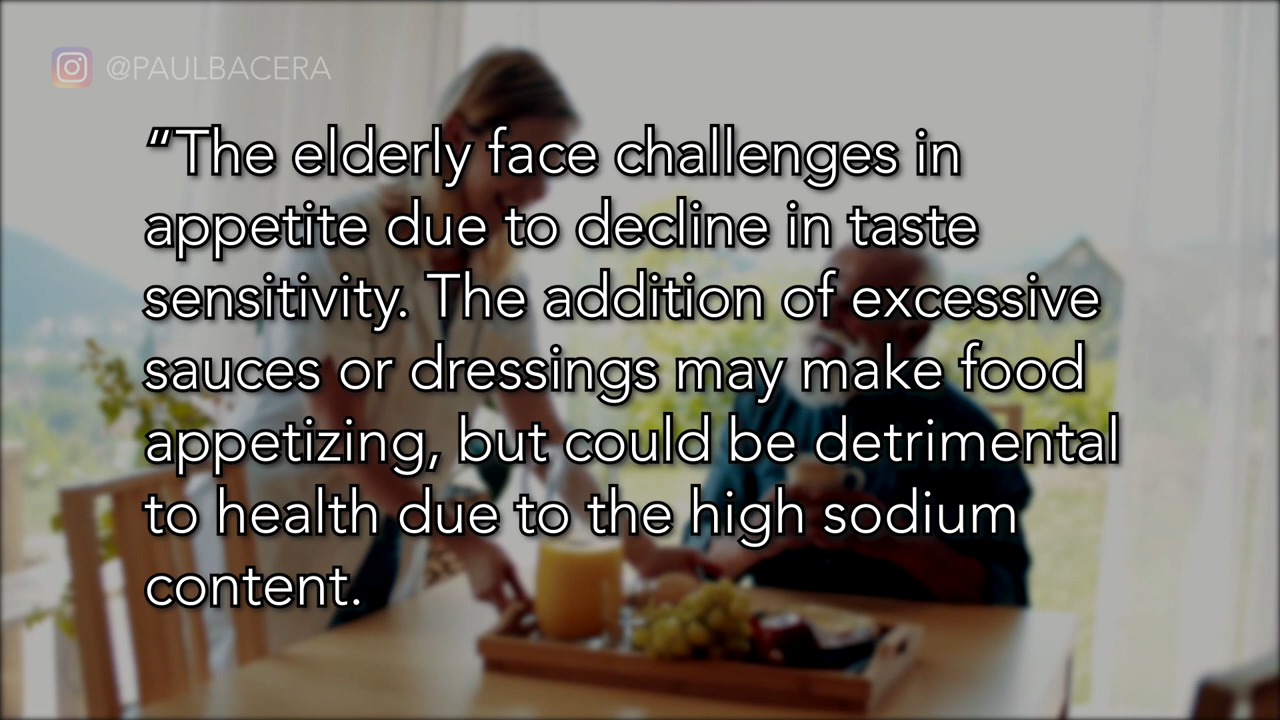 @PAULBACERA
“The elderly face challenges in
appetite due to decline in taste
sensitivity. The addition of excessive
sauces or dressings may make food
appetizing, but could be detrimental
to health due to the high sodium
content.